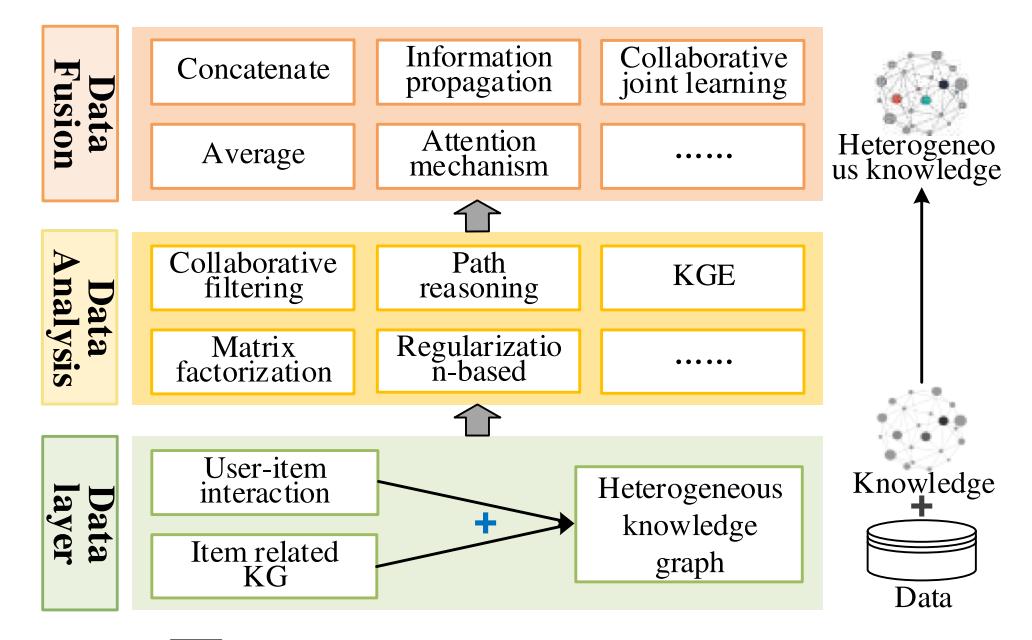 Data
Fusion
Concatenate
Information
propagation
Collaborative
joint learning
Average
Attention
mechanism
......
Data
Analysis
Collaborative
filtering
Path
reasoning
KGE
Matrix
factorization
Regularizatio
n-based
......
Data
layer
User-item
interaction
Item related
KG
+
Heterogeneous
knowledge
graph
Heterogeneo
us knowledge
Knowledge
+
Data